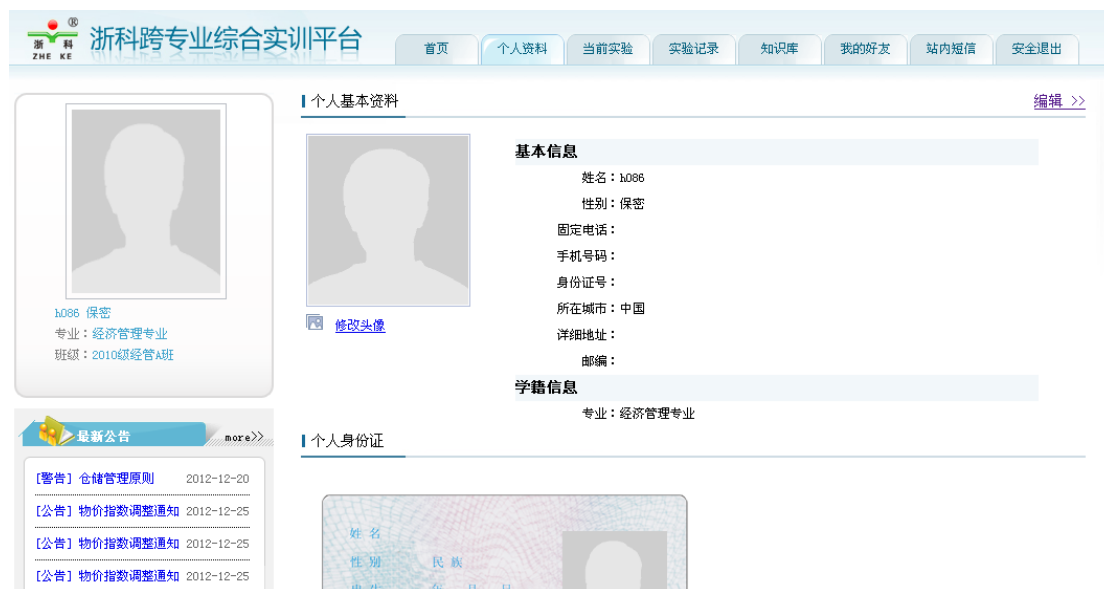 浙 科
ZHE KE
®
浙科跨专业综合实训平台
首页
个人资料
当前实验
实验记录
知识库
我的好友
站内短信
安全退出
h086 保密
专业：经济管理专业
班级：2010级经管A班
最新公告
more>>
[警告] 仓储管理原则 2012-12-20
[公告] 物价指数调整通知 2012-12-25
[公告] 物价指数调整通知 2012-12-25
[公告] 物价指数调整通知 2012-12-25
个人基本资料
编辑 >>
修改头像
基本信息
姓名：h086
性别：保密
固定电话：
手机号码：
身份证号：
所在城市：中国
详细地址：
邮编：
学籍信息
专业：经济管理专业
个人身份证
姓 名
性 别 民 族